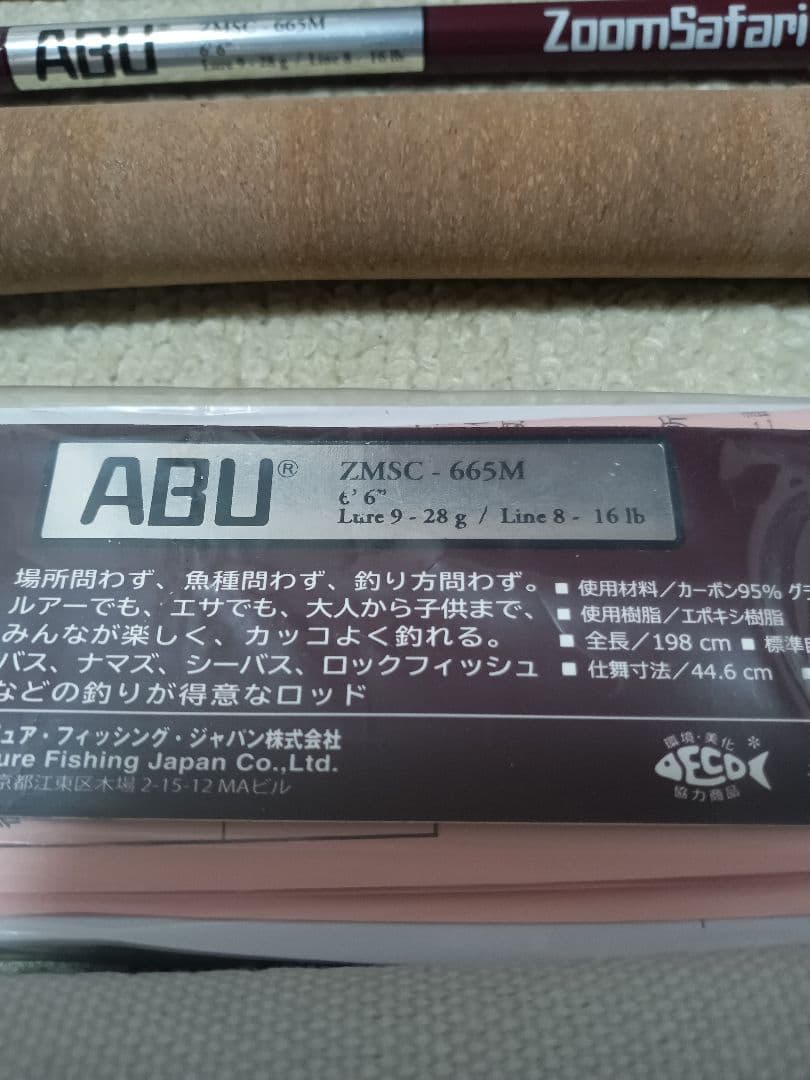 ABU® ZMSC - 665M
6' 6"
Lure 9 - 28 g / Line 8 - 16 lb
ZoomSafari
ABU® ZMSC - 665M
6' 6"
Lure 9 - 28 g / Line 8 - 16 lb
場所問わず、魚種問わず、釣り方問わず。
ルアーでも、エサでも、大人から子供まで、
みんなが楽しく、カッコよく釣れる。
バス、ナマズ、シーバス、ロックフィッシュ
などの釣りが得意なロッド
■ 使用材料／カーボン95% グラ
■ 使用樹脂／エポキシ樹脂
■ 全長／198 cm ■ 標準
■ 仕舞寸法／44.6 cm ■
ュア・フィッシング・ジャパン株式会社
ure Fishing Japan Co.,Ltd.
京都江東区木場 2-15-12 MAビル
環境・美化
DECO
協力商品